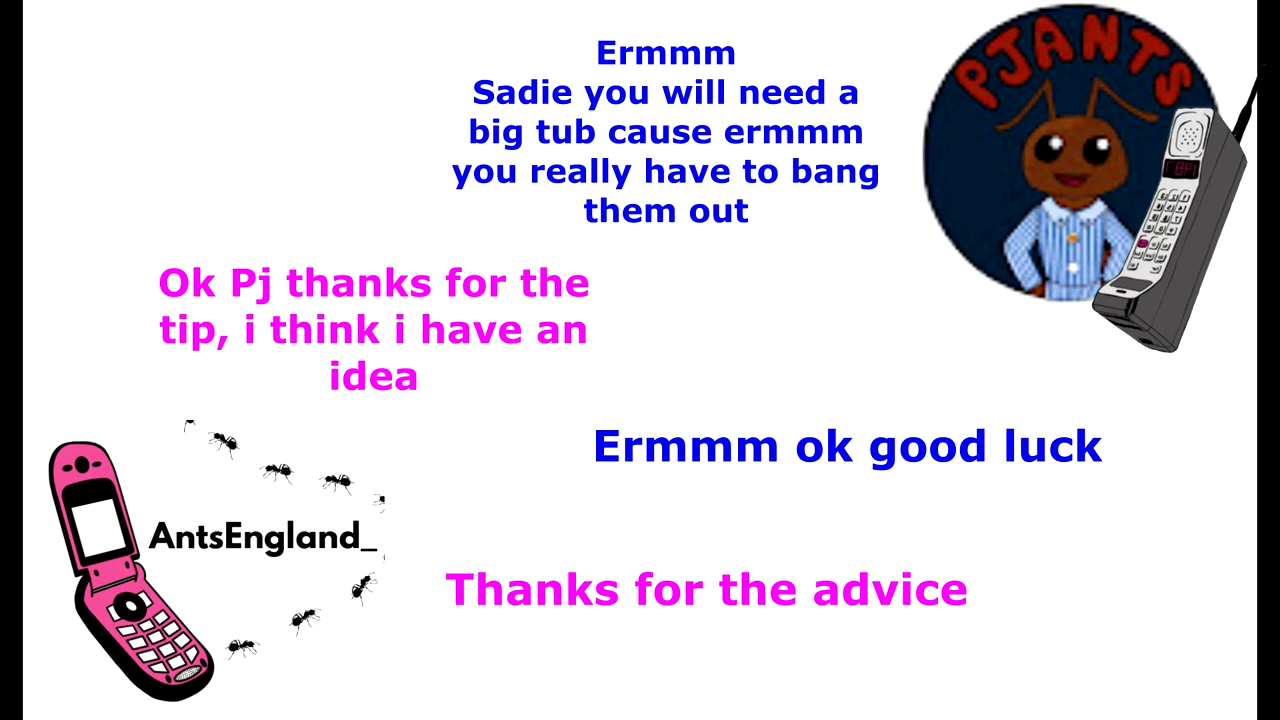 PJANTS
Ermmm
Sadie you will need a
big tub cause ermmm
you really have to bang
them out
Ok Pj thanks for the
tip, i think i have an
idea
Ermmm ok good luck
AntsEngland_
Thanks for the advice